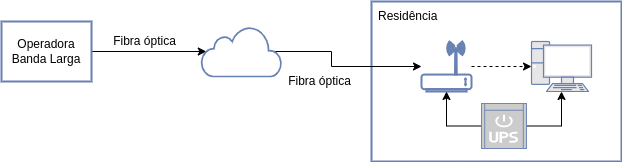 Operadora
Banda Larga
Fibra óptica
Fibra óptica
Residência
UPS